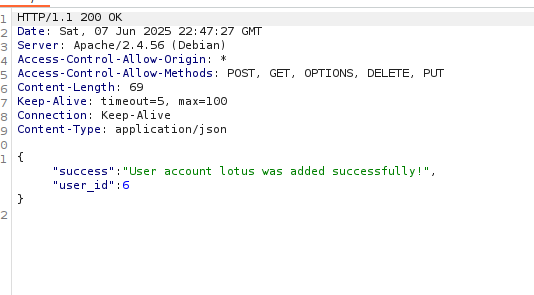 1 HTTP/1.1 200 OK
2 Date: Sat, 07 Jun 2025 22:47:27 GMT
3 Server: Apache/2.4.56 (Debian)
4 Access-Control-Allow-Origin: *
5 Access-Control-Allow-Methods: POST, GET, OPTIONS, DELETE, PUT
6 Content-Length: 69
7 Keep-Alive: timeout=5, max=100
8 Connection: Keep-Alive
9 Content-Type: application/json
0
1 {
"success":"User account lotus was added successfully!",
"user_id":6
}
2